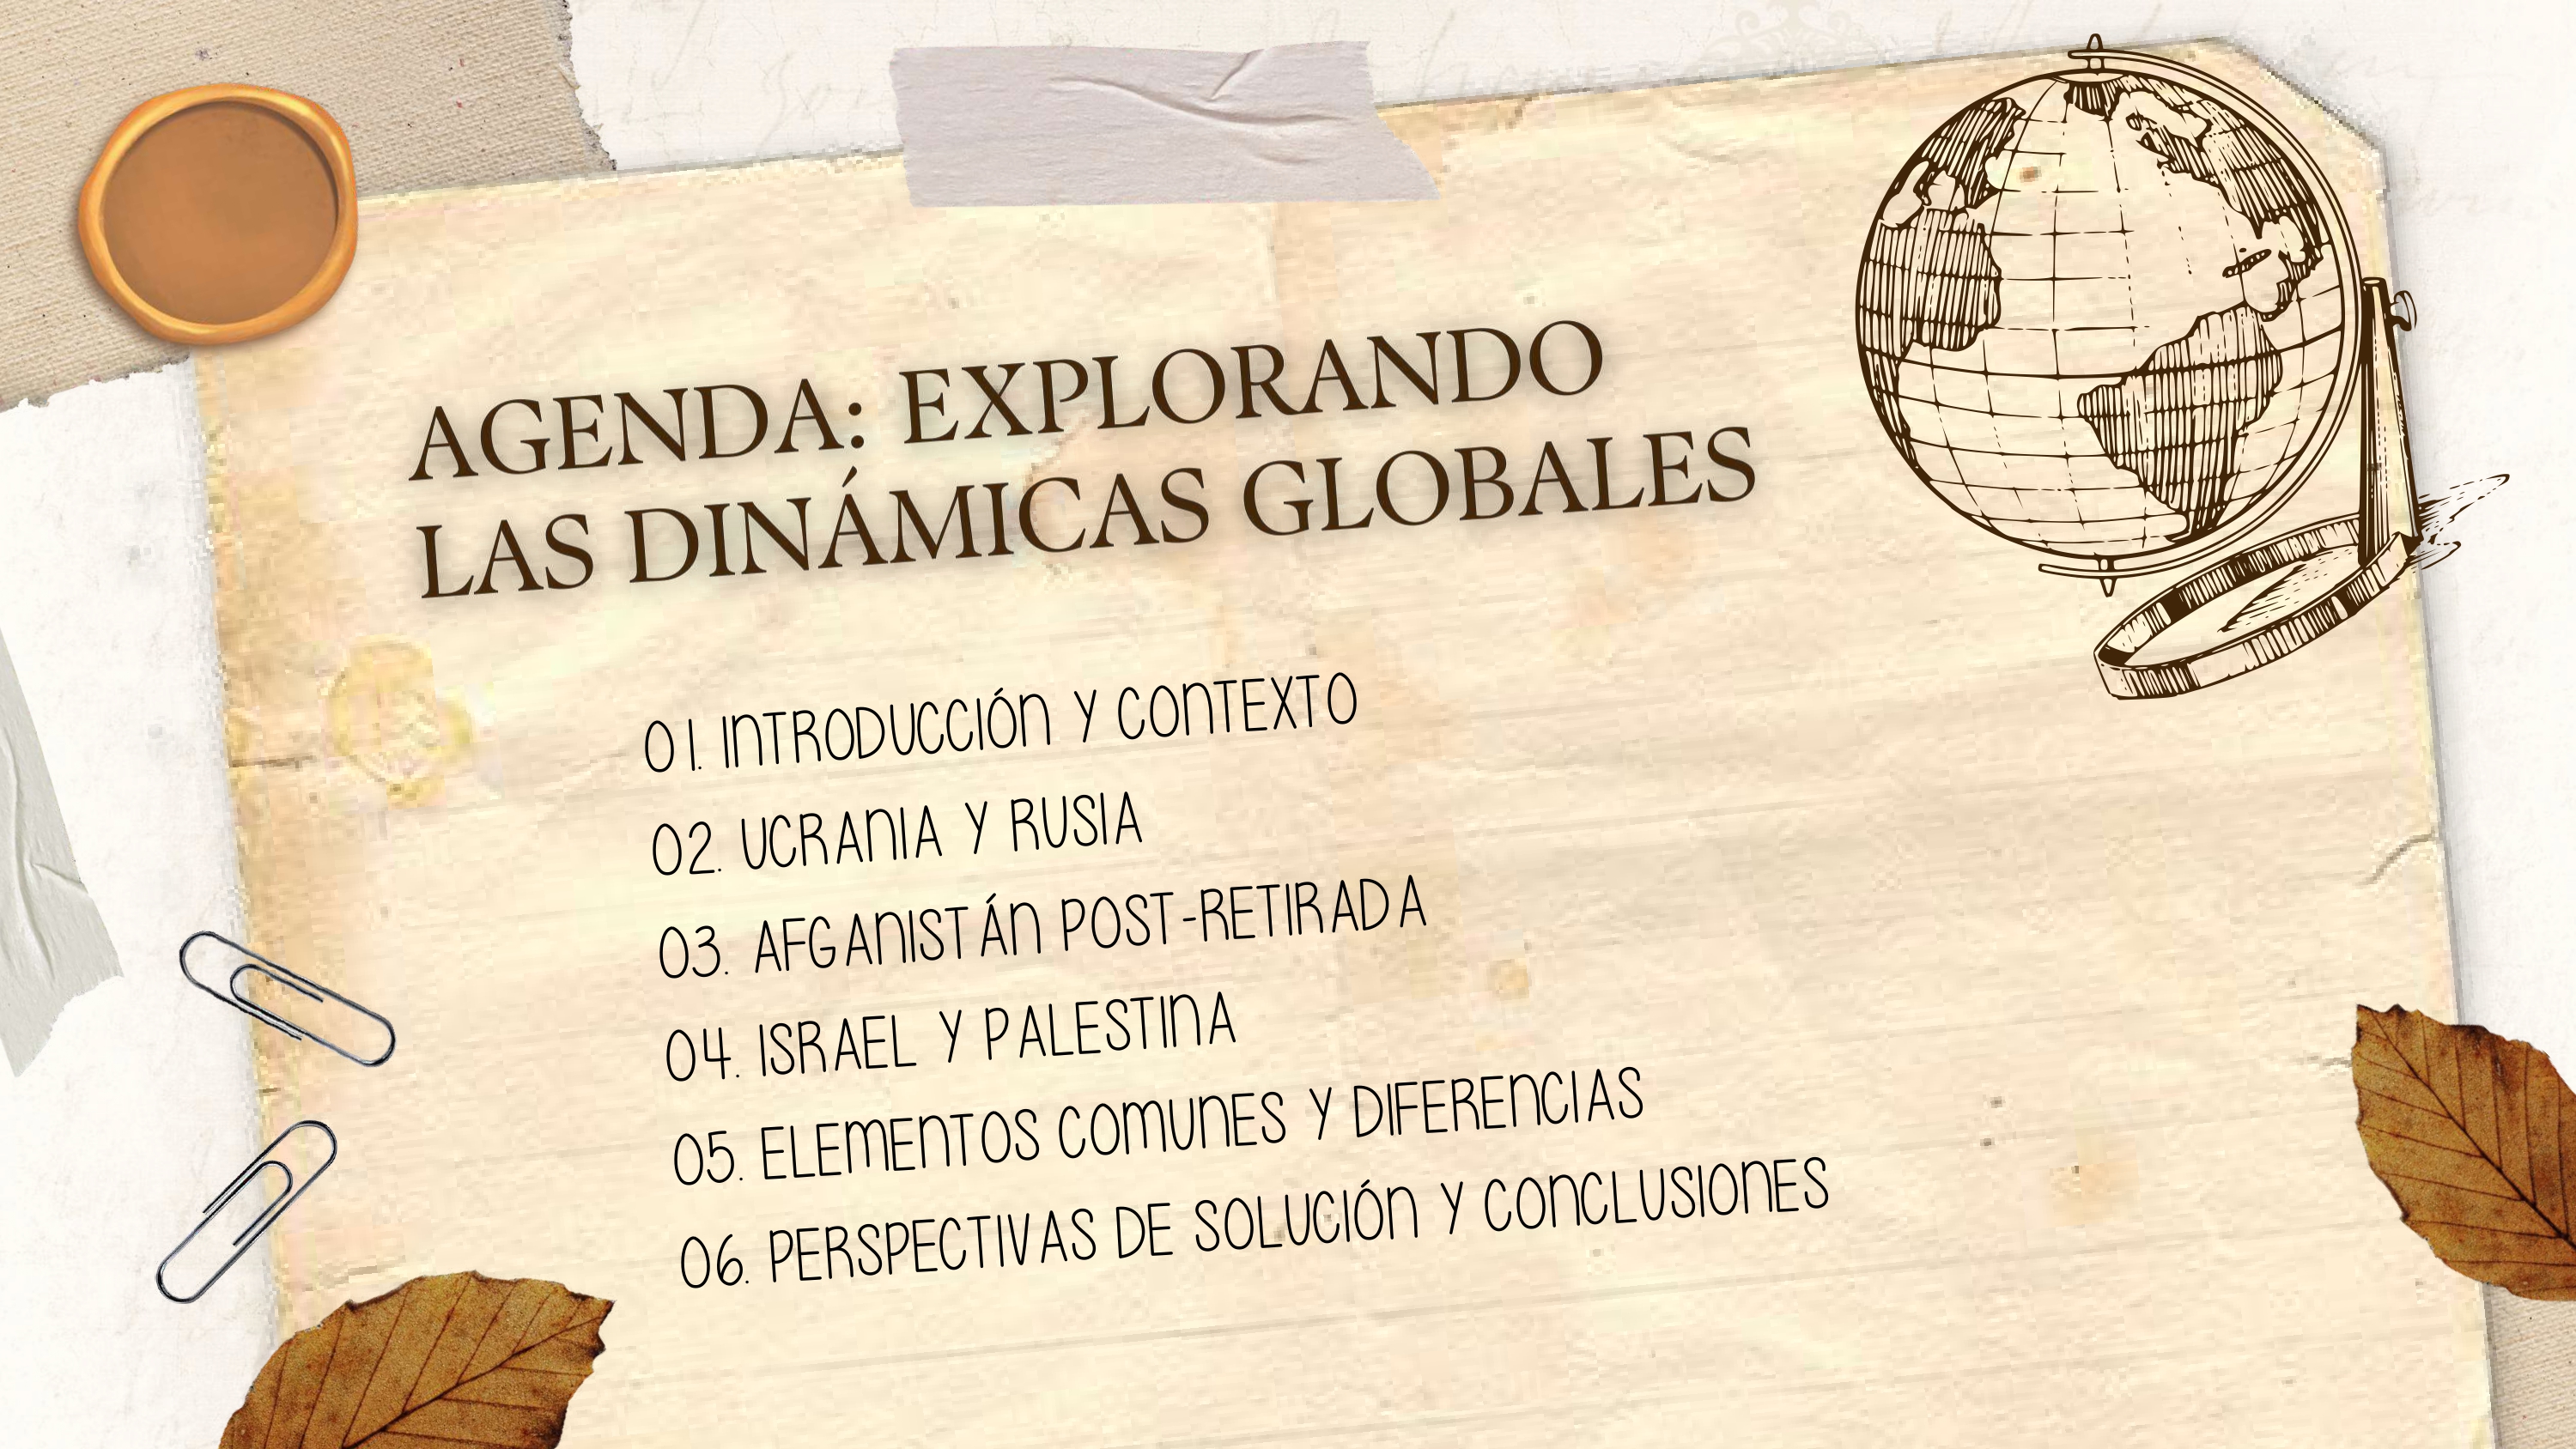 AGENDA: EXPLORANDO
LAS DINÁMICAS GLOBALES
01. INTRODUCCIÓN Y CONTEXTO
02. UCRANIA Y RUSIA
03. AFGANISTÁN POST-RETIRADA
04. ISRAEL Y PALESTINA
05. ELEMENTOS COMUNES Y DIFERENCIAS
06. PERSPECTIVAS DE SOLUCIÓN Y CONCLUSIONES